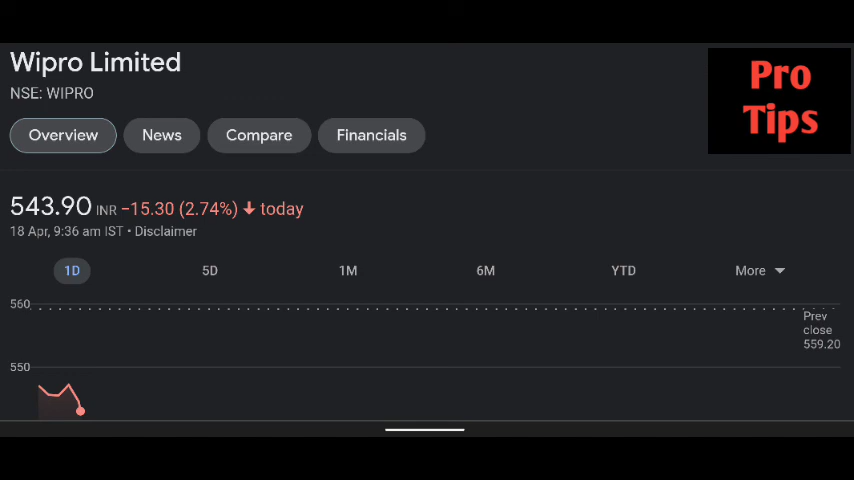 Wipro Limited
NSE: WIPRO
Pro
Tips
Overview
News
Compare
Financials
543.90 INR −15.30 (2.74%) ↓ today
18 Apr, 9:36 am IST • Disclaimer
1D
5D
1M
6M
YTD
More
560
Prev
close
559.20
550